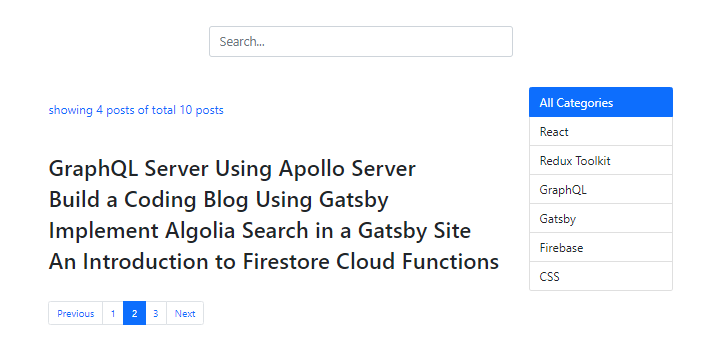 Search...
showing 4 posts of total 10 posts
GraphQL Server Using Apollo Server
Build a Coding Blog Using Gatsby
Implement Algolia Search in a Gatsby Site
An Introduction to Firestore Cloud Functions
Previous 1 2 3 Next
All Categories
React
Redux Toolkit
GraphQL
Gatsby
Firebase
CSS